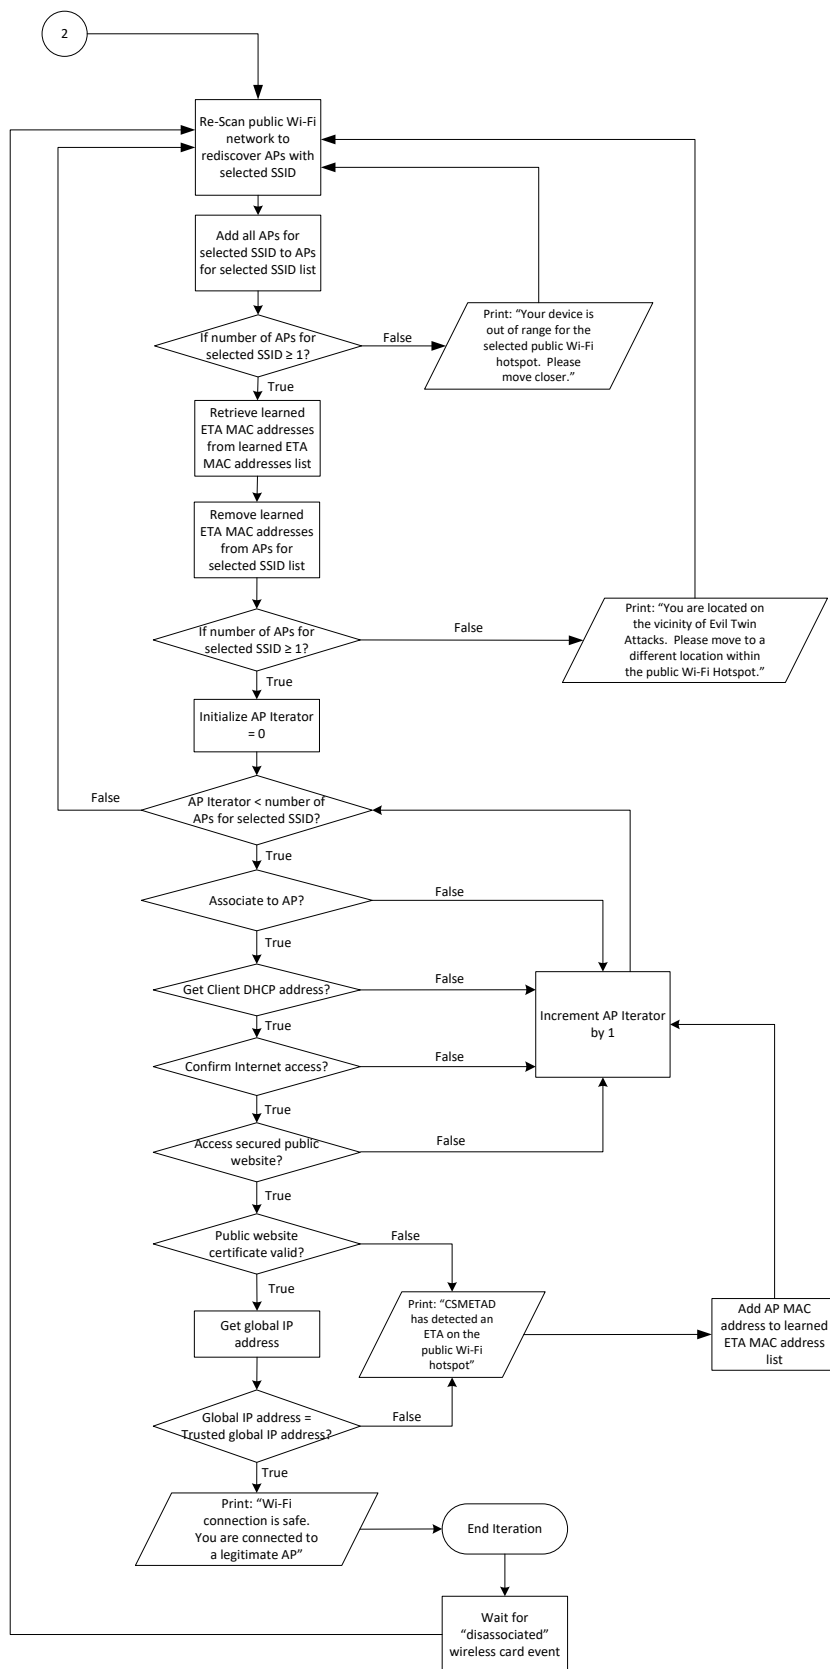 2
Re-Scan public Wi-Fi
network to
rediscover APs with
selected SSID
Add all APs for
selected SSID to APs
for selected SSID list
If number of APs for
selected SSID ≥ 1?
False
Print: “Your device is
out of range for the
selected public Wi-Fi
hotspot. Please
move closer.”
True
Retrieve learned
ETA MAC addresses
from learned ETA
MAC addresses list
Remove learned
ETA MAC addresses
from APs for
selected SSID list
If number of APs for
selected SSID ≥ 1?
False
Print: “You are located on
the vicinity of Evil Twin
Attacks. Please move to a
different location within
the public Wi-Fi Hotspot.”
True
Initialize AP Iterator
= 0
AP Iterator < number of
APs for selected SSID?
False
True
Associate to AP?
False
True
Get Client DHCP address?
False
Increment AP Iterator
by 1
True
Confirm Internet access?
False
True
Access secured public
website?
False
True
Public website
certificate valid?
False
True
Print: “CSMETAD
has detected an
ETA on the
public Wi-Fi
hotspot”
Add AP MAC
address to learned
ETA MAC address
list
Get global IP
address
Global IP address =
Trusted global IP address?
False
True
Print: “Wi-Fi
connection is safe.
You are connected to
a legitimate AP”
End Iteration
Wait for
“disassociated”
wireless card event